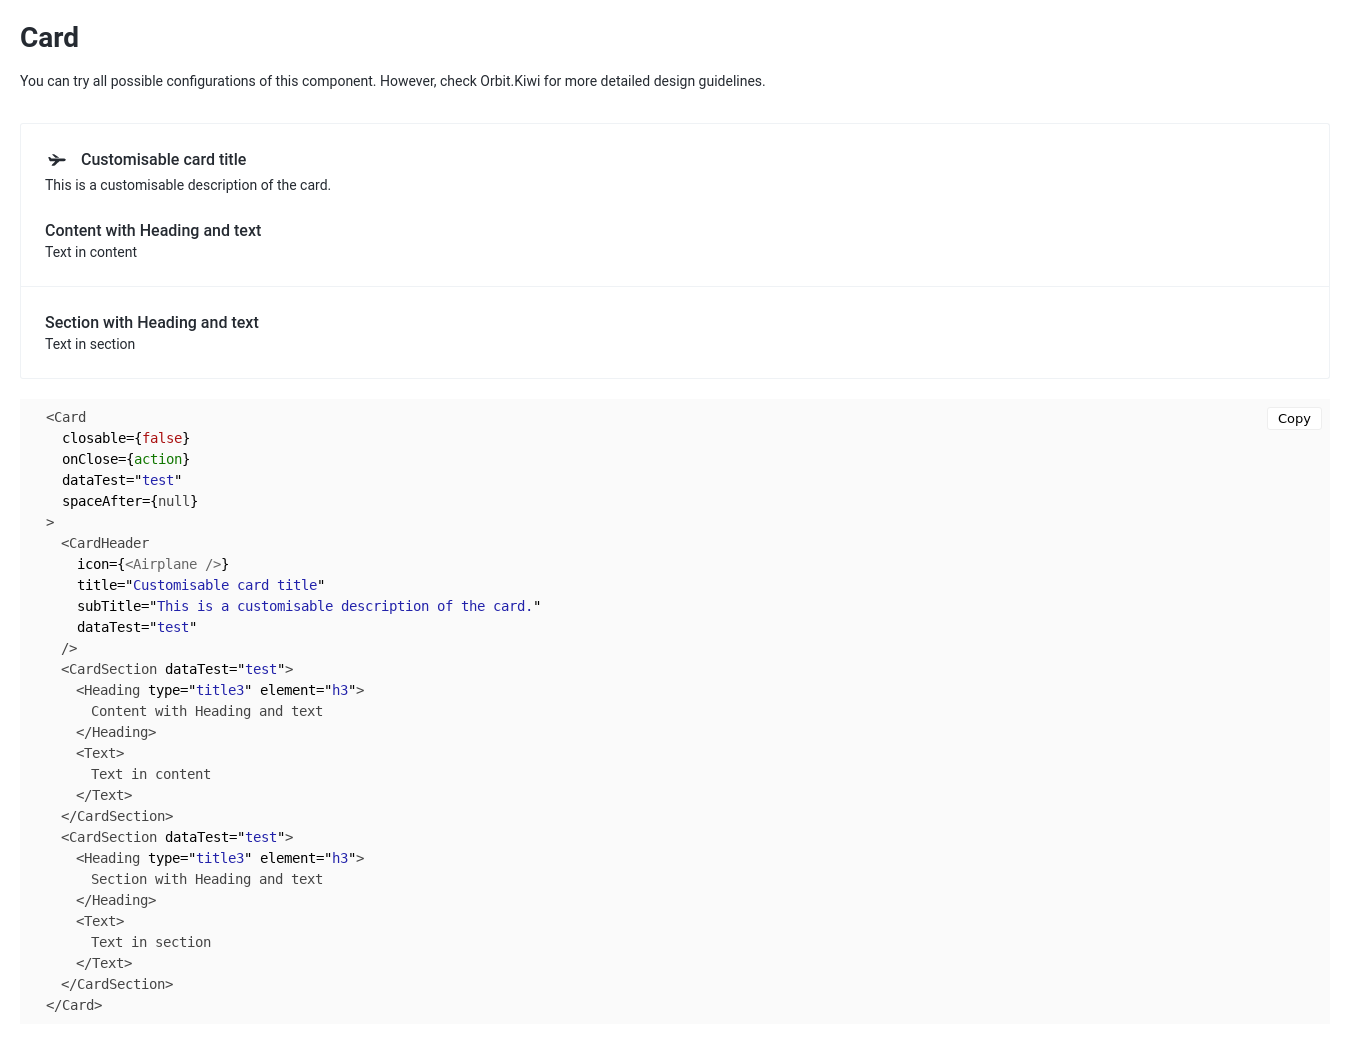 Card
You can try all possible configurations of this component. However, check Orbit.Kiwi for more detailed design guidelines.
Customisable card title
This is a customisable description of the card.
Content with Heading and text
Text in content
Section with Heading and text
Text in section
Copy
<Card
  closable={false}
  onClose={action}
  dataTest="test"
  spaceAfter={null}
>
  <CardHeader
    icon={<Airplane />}
    title="Customisable card title"
    subTitle="This is a customisable description of the card."
    dataTest="test"
  />
  <CardSection dataTest="test">
    <Heading type="title3" element="h3">
      Content with Heading and text
    </Heading>
    <Text>
      Text in content
    </Text>
  </CardSection>
  <CardSection dataTest="test">
    <Heading type="title3" element="h3">
      Section with Heading and text
    </Heading>
    <Text>
      Text in section
    </Text>
  </CardSection>
</Card>